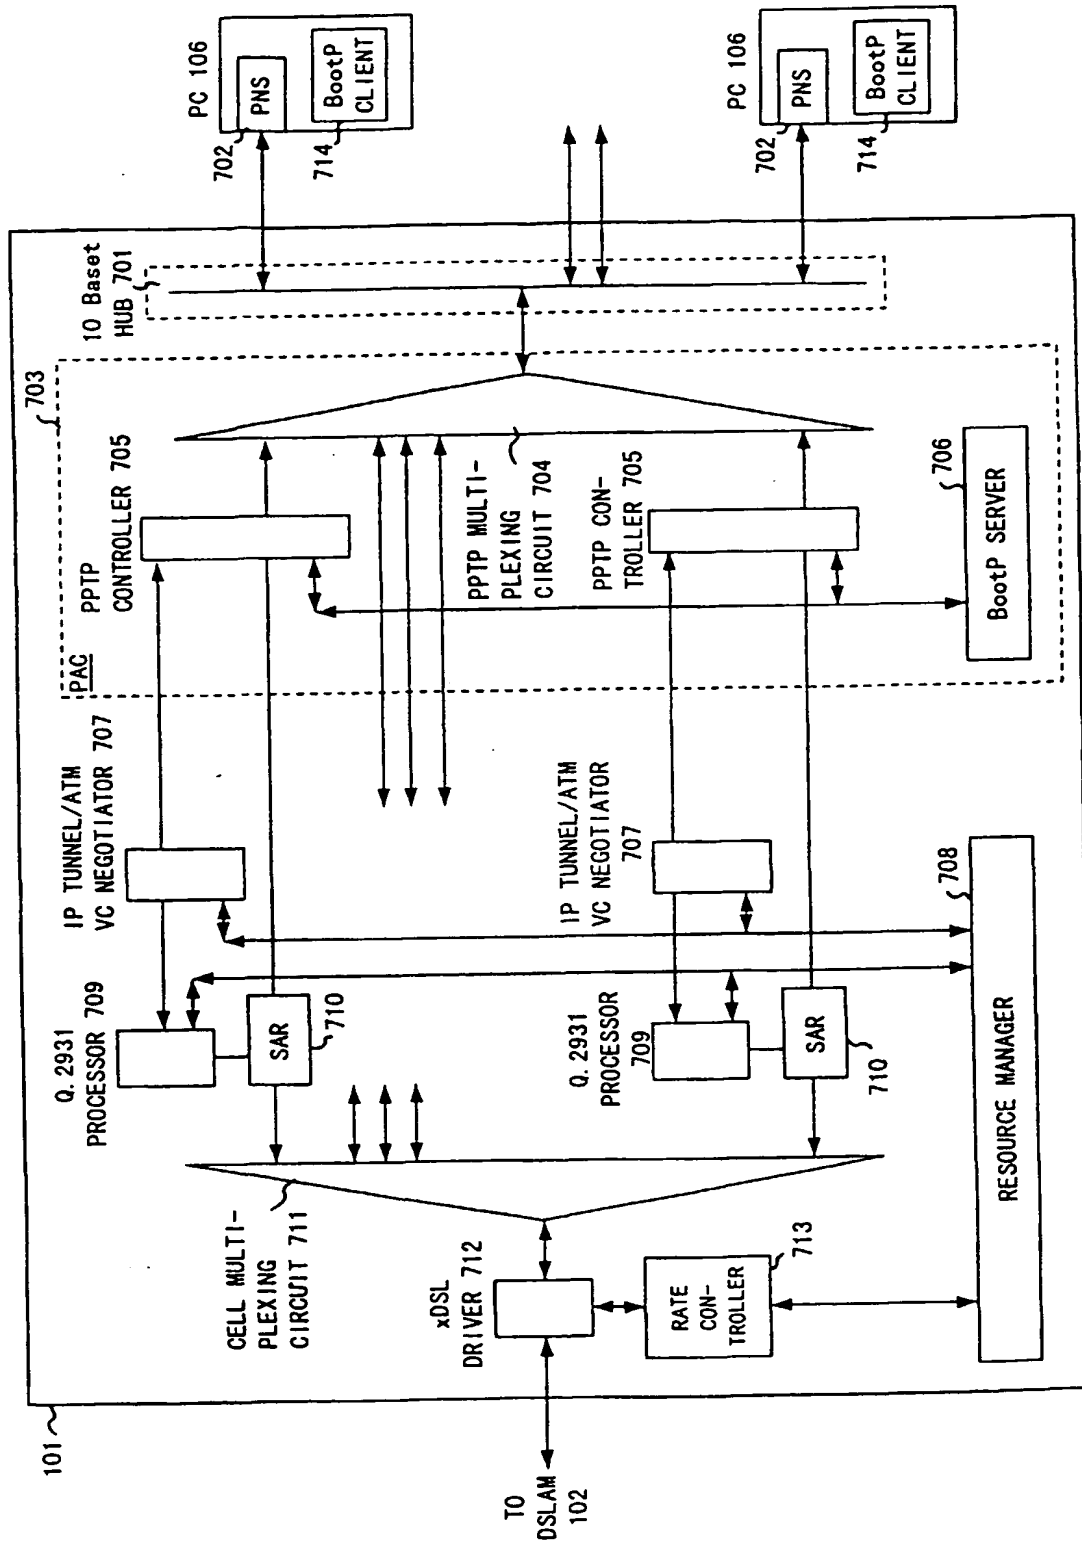 101
TO
DSLAM
102
xDSL
DRIVER 712
RATE
CON-
TROLLER
713
CELL MULTI-
PLEXING
CIRCUIT 711
Q.2931
PROCESSOR 709
SAR
710
Q.2931
PROCESSOR
709
SAR
710
RESOURCE MANAGER
708
IP TUNNEL/ATM
VC NEGOTIATOR 707
IP TUNNEL/ATM
VC NEGOTIATOR
707
PAC
703
PPTP
CONTROLLER 705
PPTP MULTI-
PLEXING
CIRCUIT 704
PPTP CON-
TROLLER 705
BootP SERVER
706
10 Baset
HUB 701
PC 106
PNS
702
BootP
CLIENT
714
PC 106
PNS
702
BootP
CLIENT
714